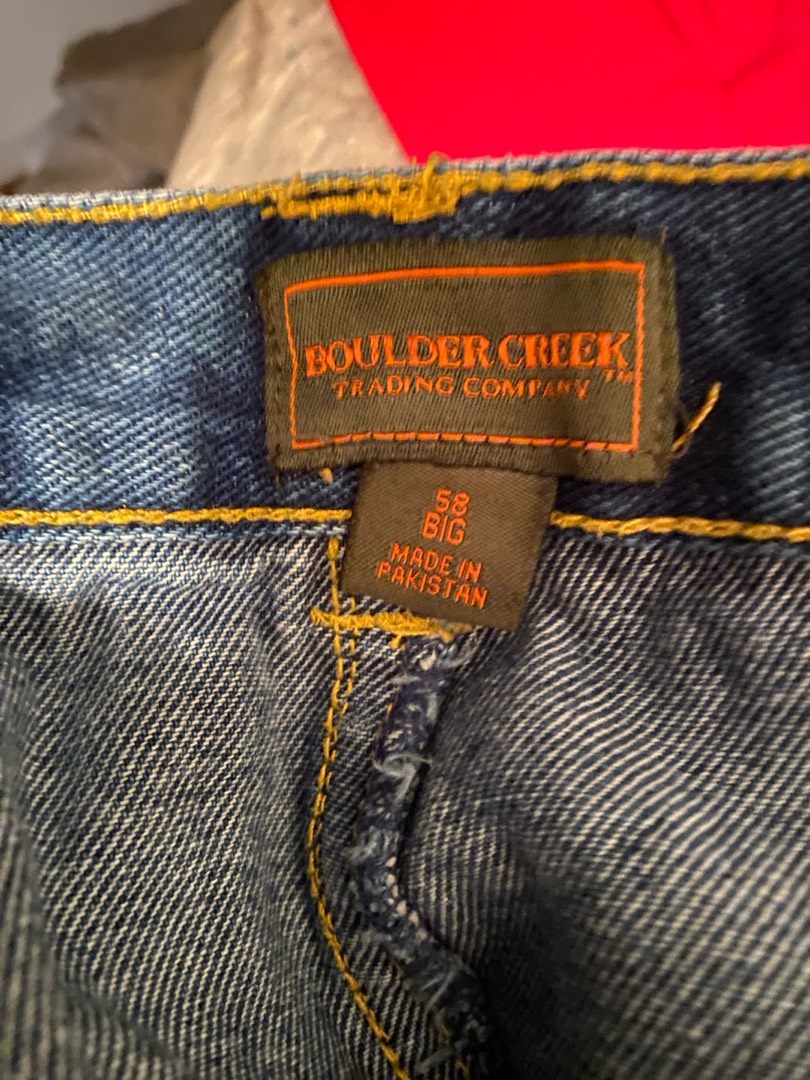 BOULDER CREEK ™
TRADING COMPANY
58
BIG
MADE IN
PAKISTAN